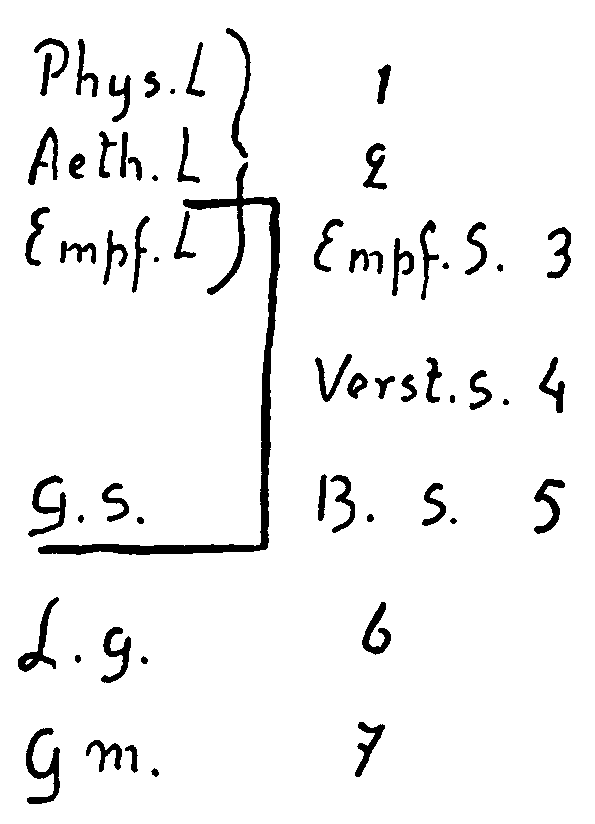 Phys. L 1
Aeth. L 2
Empf. L Empf. S. 3
Verst. S. 4
G. S. B. S. 5
L. g. 6
G m. 7